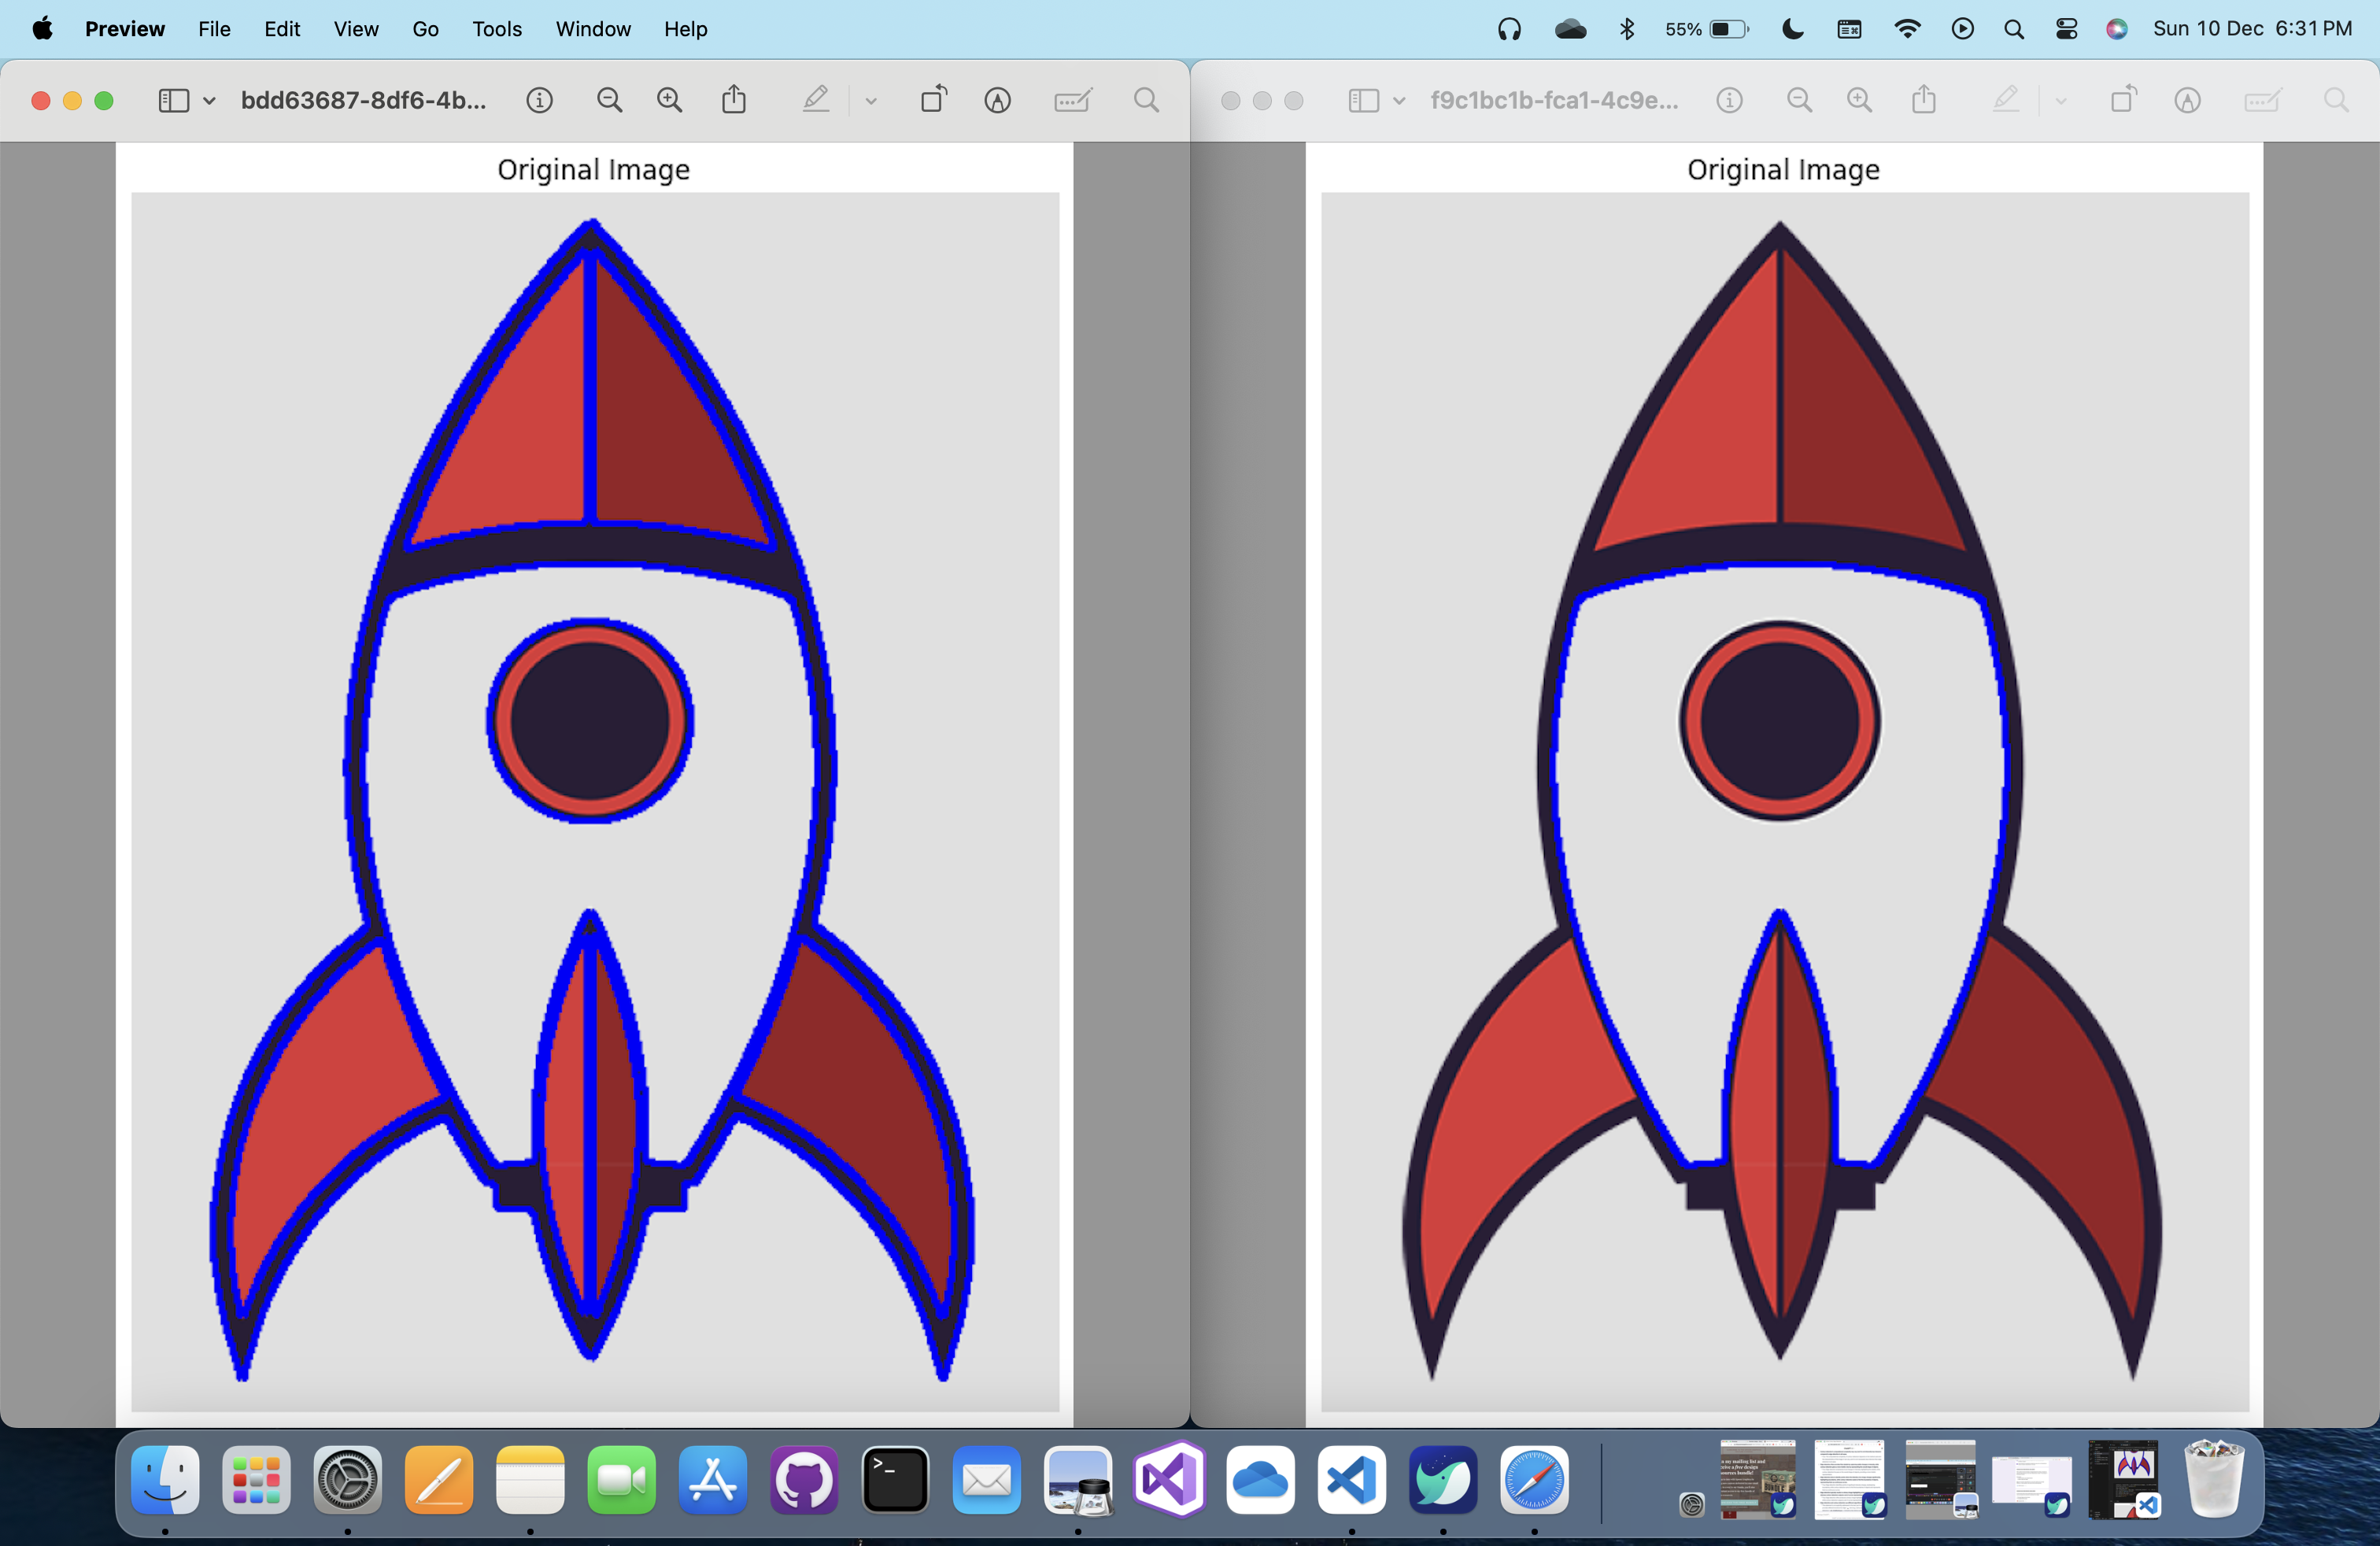 Preview File Edit View Go Tools Window Help 55% Sun 10 Dec 6:31 PM
bdd63687-8df6-4b... f9c1bc1b-fca1-4c9e...
Original Image Original Image